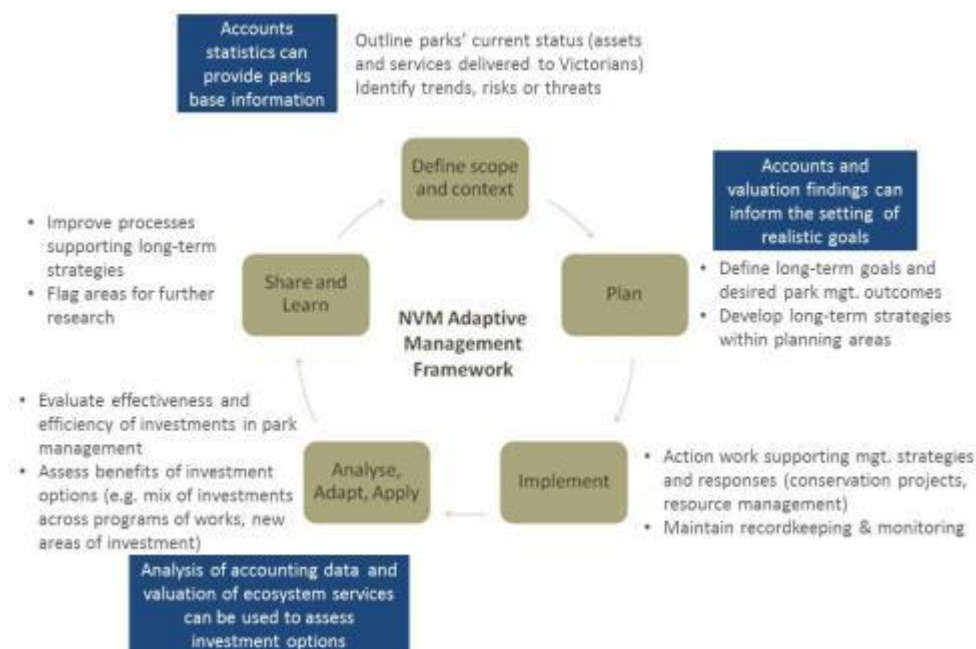 Accounts
statistics can
provide parks
base information
Outline parks' current status (assets
and services delivered to Victorians)
Identify trends, risks or threats
Define scope
and context
Accounts and
valuation findings can
inform the setting of
realistic goals
Plan
• Define long-term goals and
desired park mgt. outcomes
• Develop long-term strategies
within planning areas
NVM Adaptive
Management
Framework
Implement
• Action work supporting mgt. strategies
and responses (conservation projects,
resource management)
• Maintain recordkeeping & monitoring
Analyse,
Adapt, Apply
• Evaluate effectiveness and
efficiency of investments in park
management
• Assess benefits of investment
options (e.g. mix of investments
across programs of works, new
areas of investment)
Analysis of accounting data and
valuation of ecosystem services
can be used to assess
investment options
Share and
Learn
• Improve processes
supporting long-term
strategies
• Flag areas for further
research